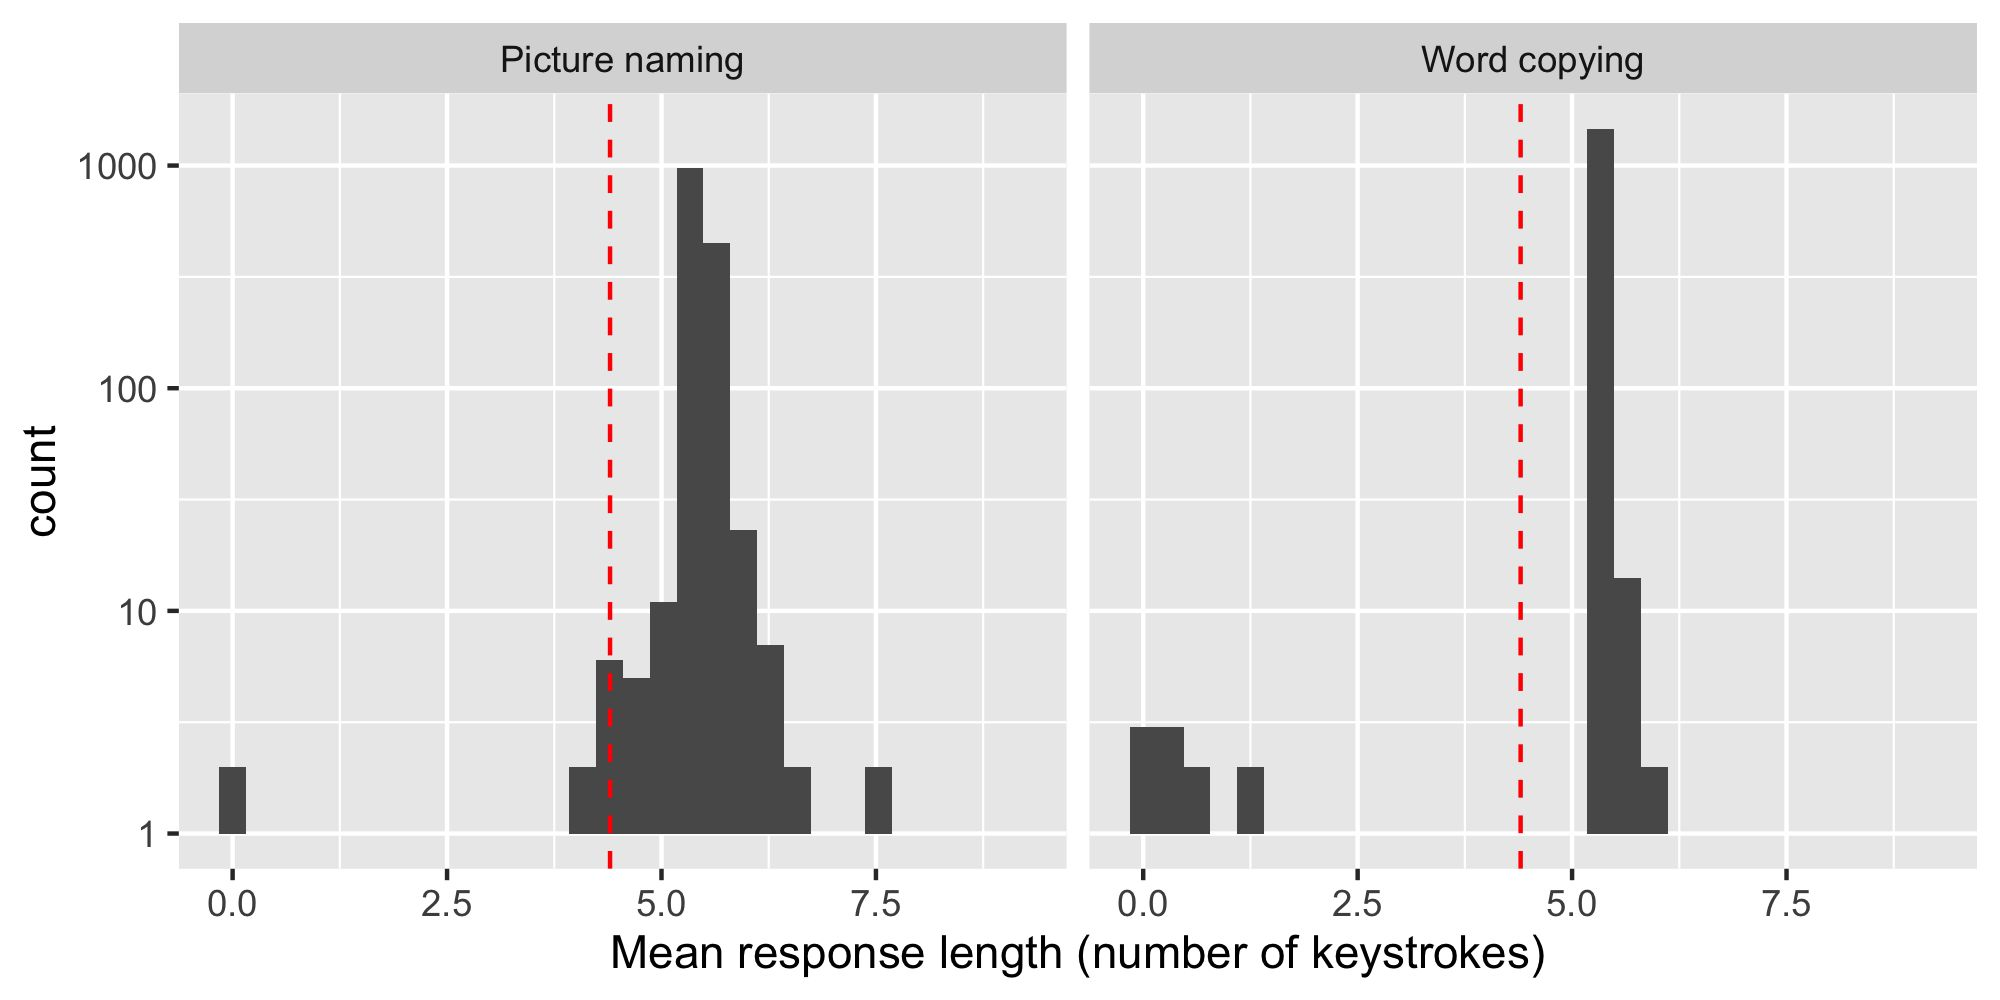 Picture naming
Word copying
1000
100
10
1
count
0.0 2.5 5.0 7.5
0.0 2.5 5.0 7.5
Mean response length (number of keystrokes)